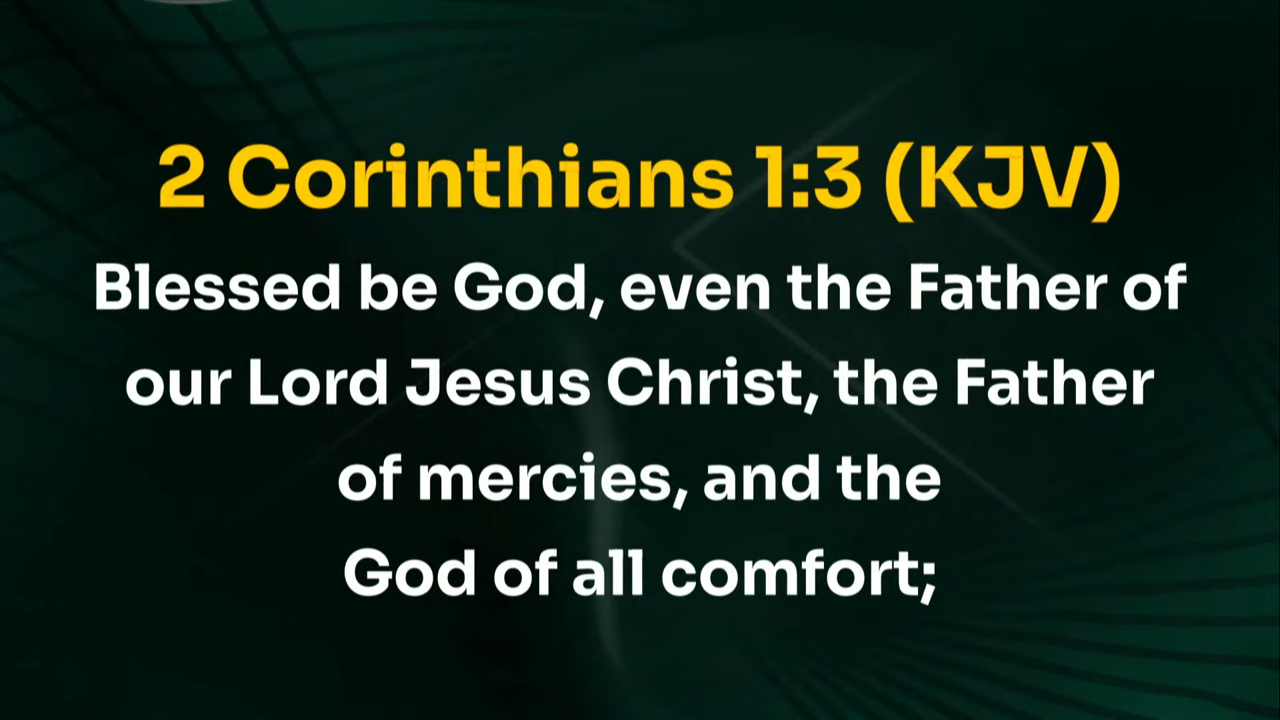 2 Corinthians 1:3 (KJV)
Blessed be God, even the Father of
our Lord Jesus Christ, the Father
of mercies, and the
God of all comfort;